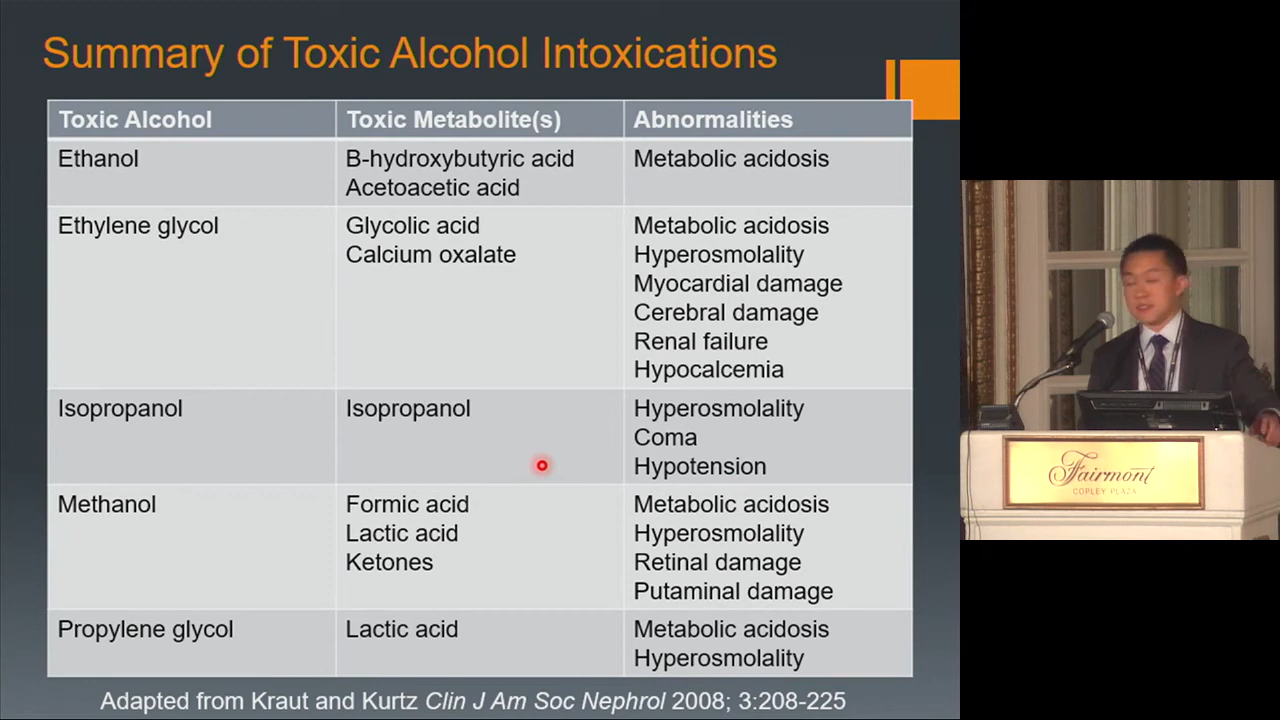 Summary of Toxic Alcohol Intoxications
Toxic Alcohol Toxic Metabolite(s) Abnormalities
Ethanol B-hydroxybutyric acid Metabolic acidosis
Acetoacetic acid
Ethylene glycol Glycolic acid Metabolic acidosis
Calcium oxalate Hyperosmolality
Myocardial damage
Cerebral damage
Renal failure
Hypocalcemia
Isopropanol Isopropanol Hyperosmolality
Coma
Hypotension
Methanol Formic acid Metabolic acidosis
Lactic acid Hyperosmolality
Ketones Retinal damage
Putaminal damage
Propylene glycol Lactic acid Metabolic acidosis
Hyperosmolality
Adapted from Kraut and Kurtz Clin J Am Soc Nephrol 2008; 3:208-225
Fairmont
COPLEY PLAZA